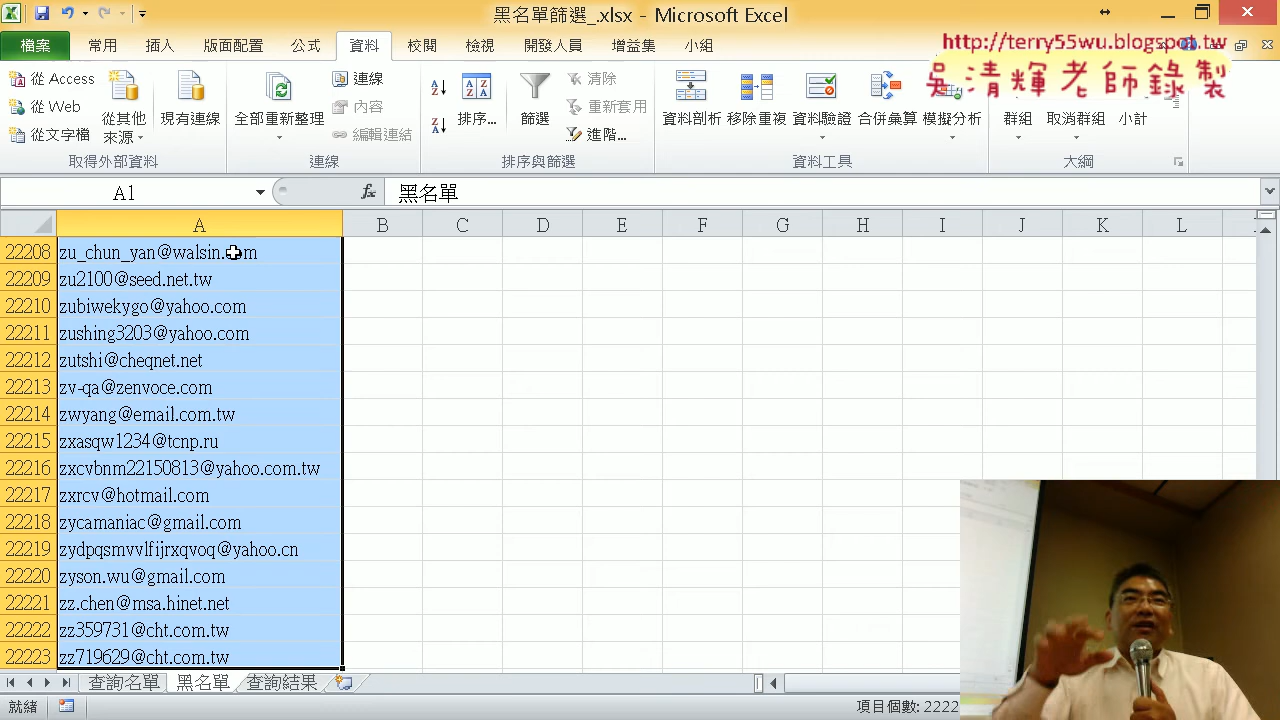 黑名單篩選_.xlsx - Microsoft Excel
檔案 常用 插入 版面配置 公式 資料 校閱 檢視 開發人員 增益集 小組
http://terry55wu.blogspot.tw
吳清輝老師錄製
從 Access
從 Web
從文字檔
從其他來源
現有連線
取得外部資料
全部重新整理
連線
內容
編輯連結
連線
排序...
篩選
清除
重新套用
進階...
排序與篩選
資料剖析 移除重複 資料驗證 合併彙算 模擬分析
資料工具
群組 取消群組 小計
大綱
A1 fx 黑名單
A B C D E F G H I J K L
22208 zu_chun_yan@walsin.
22209 zu2100@seed.net.tw
22210 zubiwekygo@yahoo.com
22211 zushing3203@yahoo.com
22212 zutshi@cheqnet.net
22213 zv-qa@zenvoce.com
22214 zwyang@email.com.tw
22215 zxasqw1234@tcnp.ru
22216 zxcvbnm22150813@yahoo.com.tw
22217 zxrcv@hotmail.com
22218 zycamaniac@gmail.com
22219 zydpqsmvvlfijrxqvoq@yahoo.cn
22220 zyson.wu@gmail.com
22221 zz.chen@msa.hinet.net
22222 zz359731@cht.com.tw
22223 zz719629@cht.com.tw
查詢名單 黑名單 查詢結果
就緒 項目個數: 2222